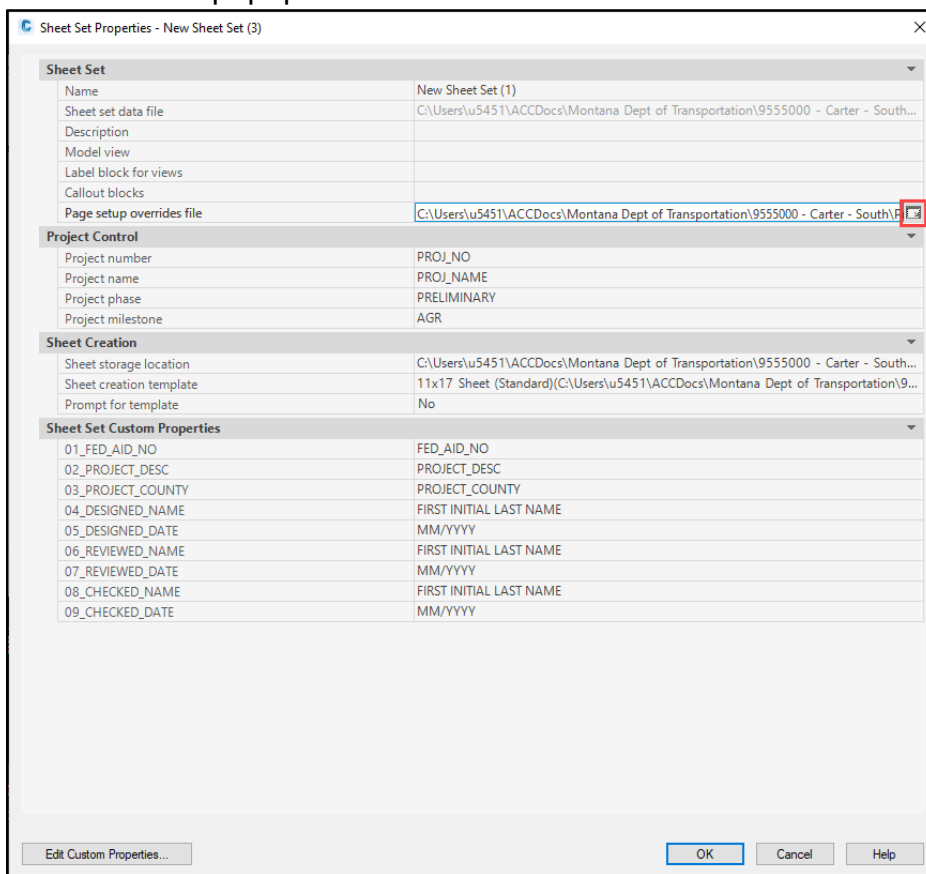 Sheet Set Properties - New Sheet Set (3)
Sheet Set
Name New Sheet Set (1)
Sheet set data file C:\Users\u5451\ACCDocs\Montana Dept of Transportation\9555000 - Carter - South...
Description
Model view
Label block for views
Callout blocks
Page setup overrides file C:\Users\u5451\ACCDocs\Montana Dept of Transportation\9555000 - Carter - South\P
Project Control
Project number PROJ_NO
Project name PROJ_NAME
Project phase PRELIMINARY
Project milestone AGR
Sheet Creation
Sheet storage location C:\Users\u5451\ACCDocs\Montana Dept of Transportation\9555000 - Carter - South...
Sheet creation template 11x17 Sheet (Standard)(C:\Users\u5451\ACCDocs\Montana Dept of Transportation\9...
Prompt for template No
Sheet Set Custom Properties
01_FED_AID_NO FED_AID_NO
02_PROJECT_DESC PROJECT_DESC
03_PROJECT_COUNTY PROJECT_COUNTY
04_DESIGNED_NAME FIRST INITIAL LAST NAME
05_DESIGNED_DATE MM/YYYY
06_REVIEWED_NAME FIRST INITIAL LAST NAME
07_REVIEWED_DATE MM/YYYY
08_CHECKED_NAME FIRST INITIAL LAST NAME
09_CHECKED_DATE MM/YYYY
Edit Custom Properties... OK Cancel Help